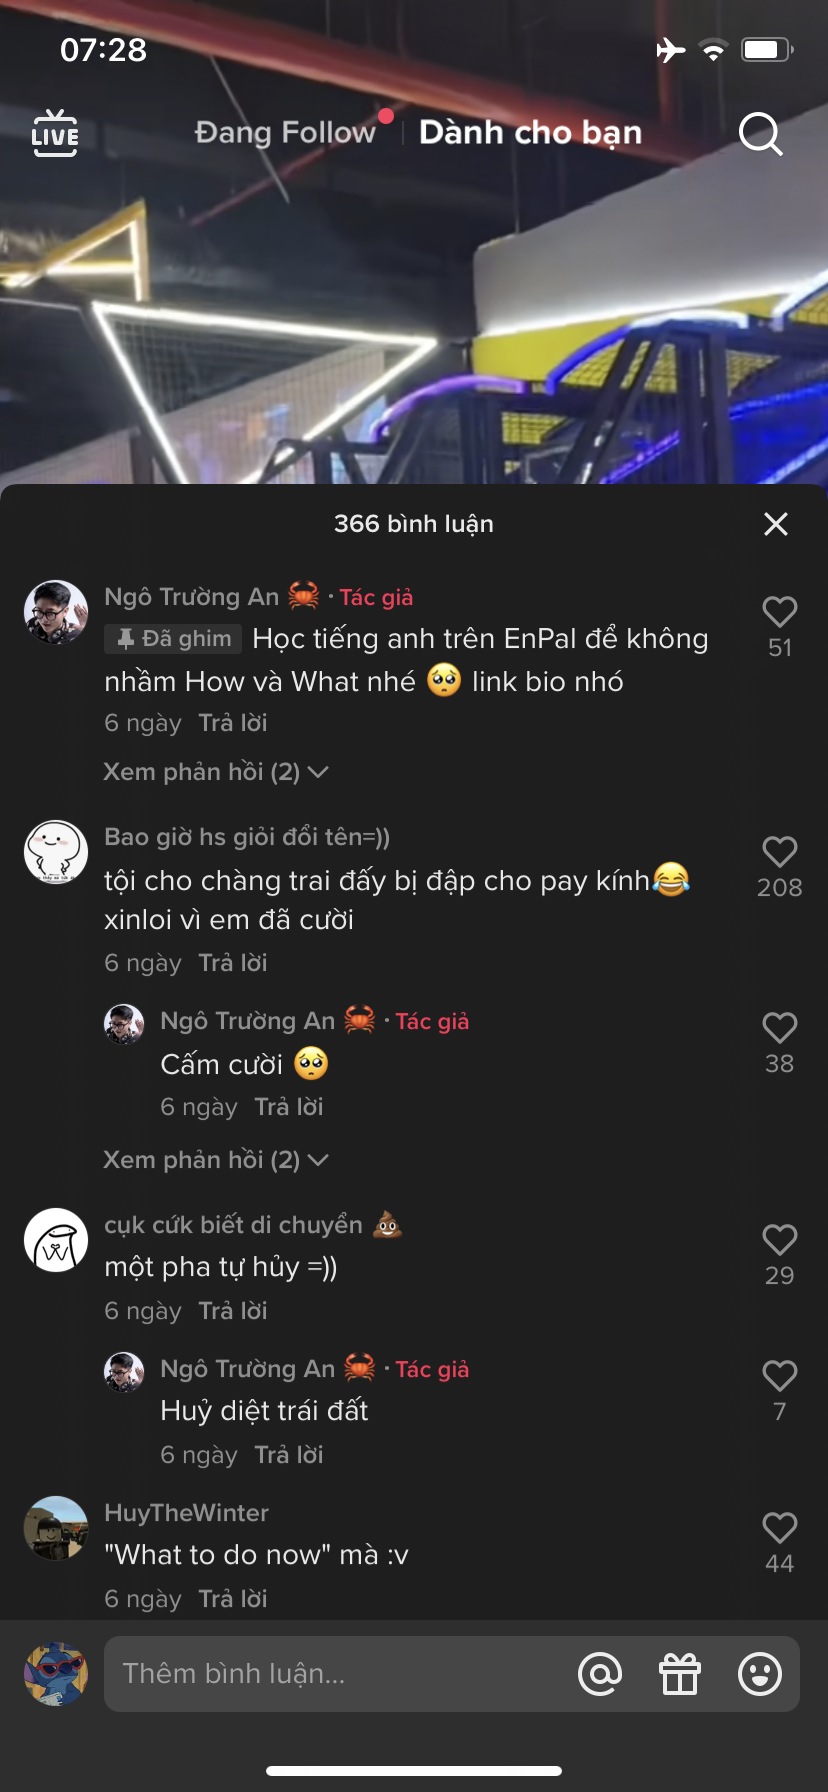 07:28
LIVE
Đang Follow
Dành cho bạn
366 bình luận
Ngô Trường An 🦀 · Tác giả
Đã ghim Học tiếng anh trên EnPal để không
nhầm How và What nhé 🥺 link bio nhó
51
6 ngày Trả lời
Xem phản hồi (2)
Bao giờ hs giỏi đổi tên=))
tội cho chàng trai đấy bị đập cho pay kính😂
xinloi vì em đã cười
208
6 ngày Trả lời
Ngô Trường An 🦀 · Tác giả
Cấm cười 🥺
38
6 ngày Trả lời
Xem phản hồi (2)
cụk cứk biết di chuyển 💩
một pha tự hủy =))
29
6 ngày Trả lời
Ngô Trường An 🦀 · Tác giả
Huỷ diệt trái đất
7
6 ngày Trả lời
HuyTheWinter
"What to do now" mà :v
44
6 ngày Trả lời
Thêm bình luận...